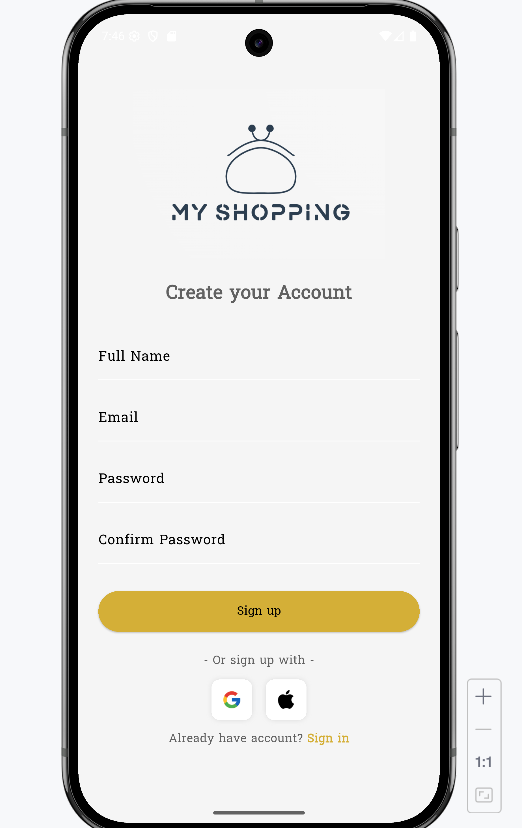 7:46
MY SHOPPING
Create your Account
Full Name
Email
Password
Confirm Password
Sign up
- Or sign up with -
Already have account? Sign in
1:1